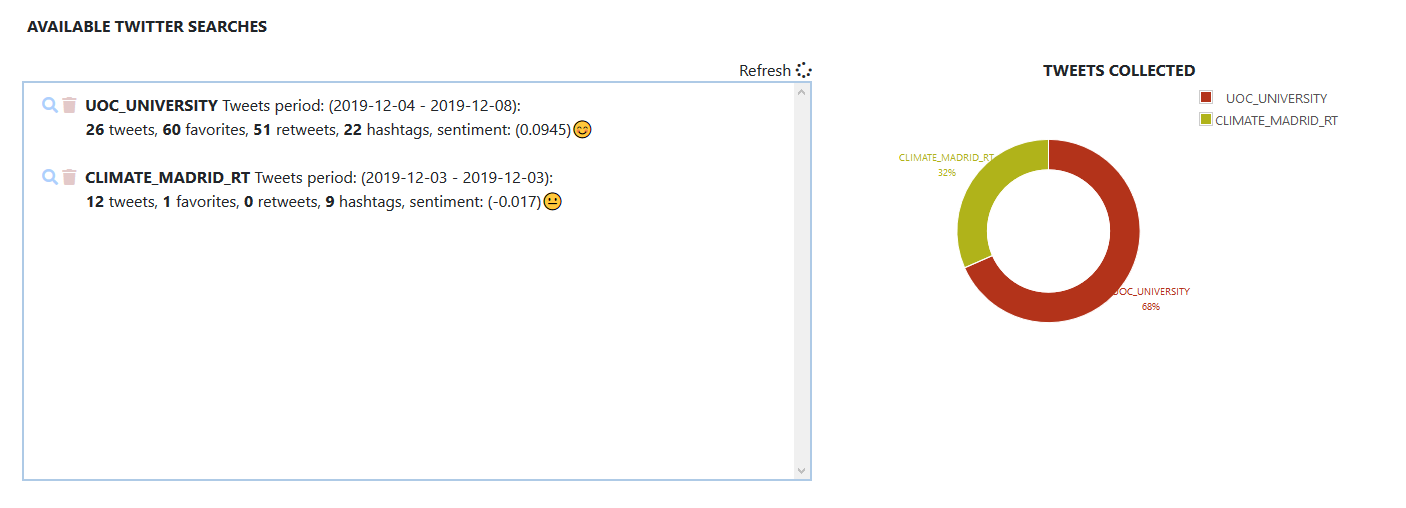 AVAILABLE TWITTER SEARCHES
Refresh
UOC_UNIVERSITY Tweets period: (2019-12-04 - 2019-12-08):
26 tweets, 60 favorites, 51 retweets, 22 hashtags, sentiment: (0.0945)
CLIMATE_MADRID_RT Tweets period: (2019-12-03 - 2019-12-03):
12 tweets, 1 favorites, 0 retweets, 9 hashtags, sentiment: (-0.017)
TWEETS COLLECTED
UOC_UNIVERSITY
CLIMATE_MADRID_RT
CLIMATE_MADRID_RT
32%
UOC_UNIVERSITY
68%